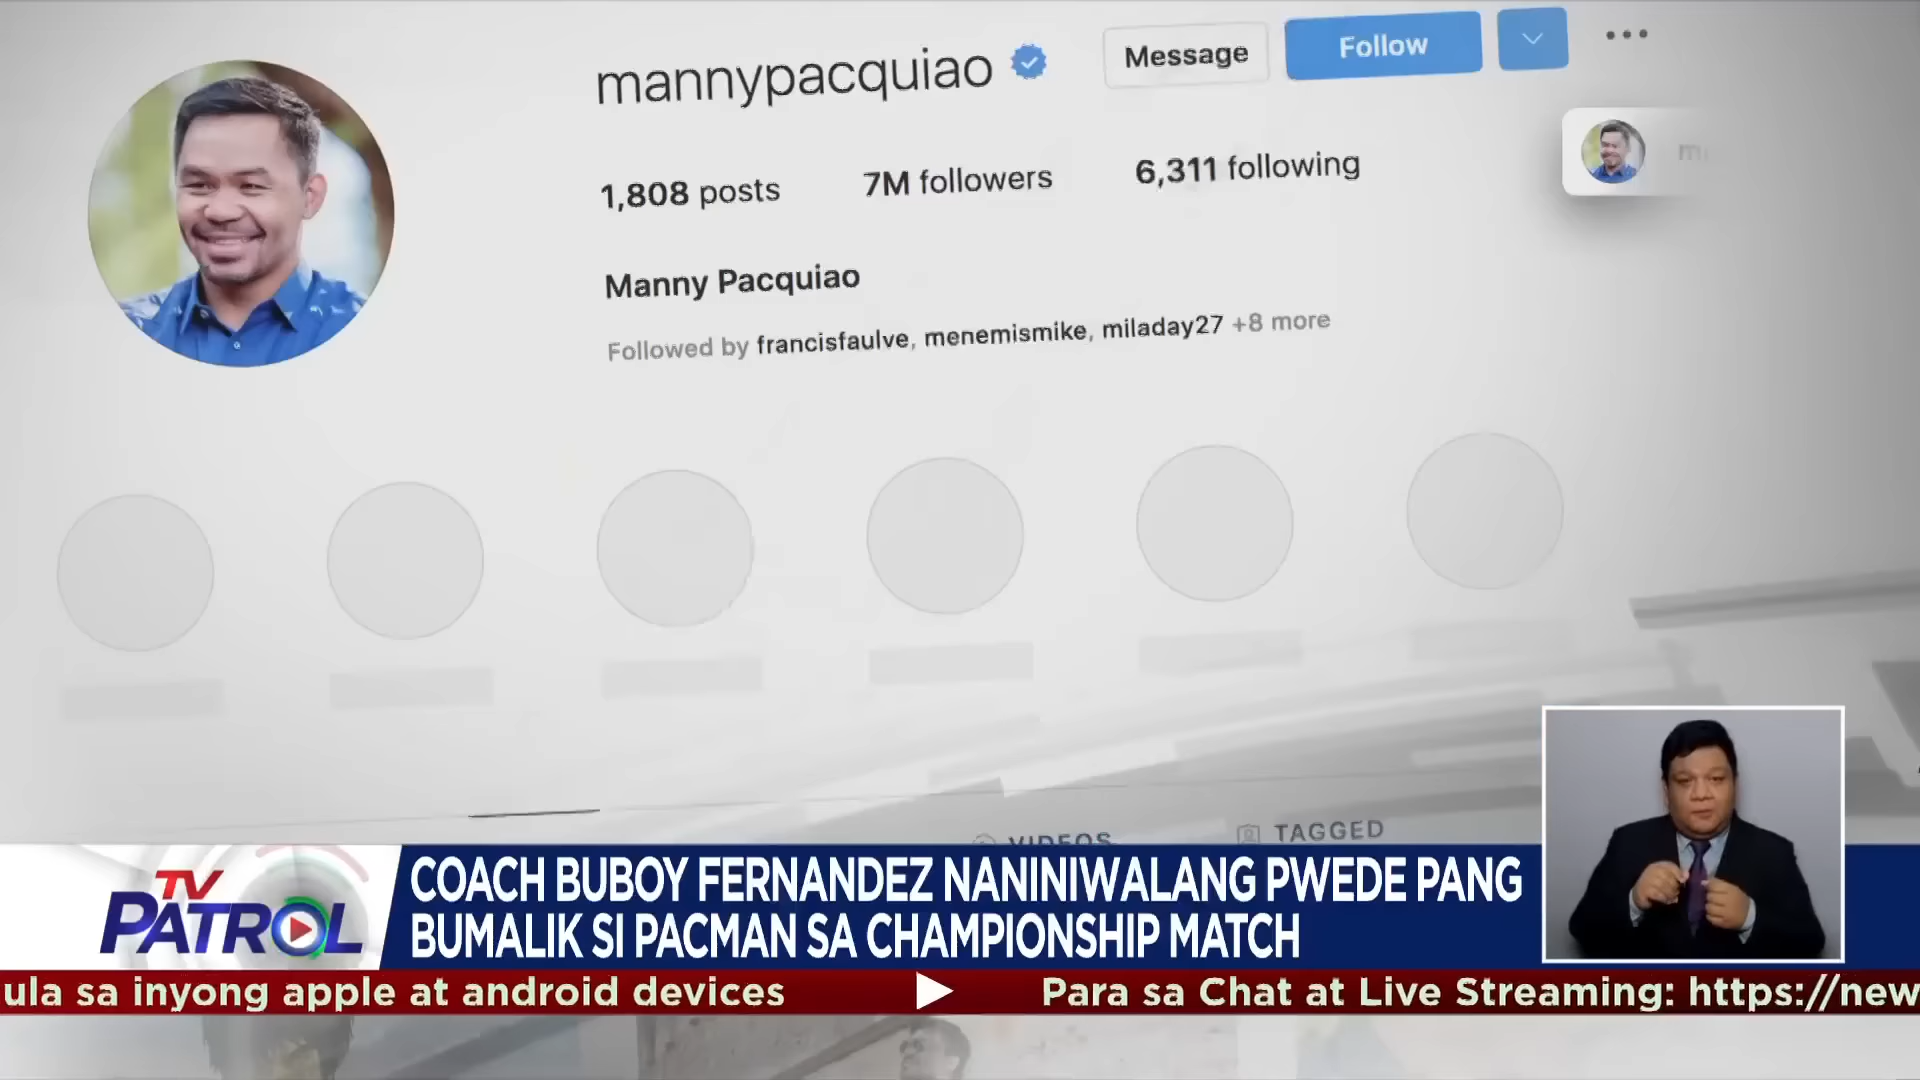 mannypacquiao
Message
Follow
1,808 posts
7M followers
6,311 following
Manny Pacquiao
Followed by francisfaulve, menemismike, miladay27 +8 more
VIDEOS
TAGGED
TV PATROL
COACH BUBOY FERNANDEZ NANINIWALANG PWEDE PANG
BUMALIK SI PACMAN SA CHAMPIONSHIP MATCH
ula sa inyong apple at android devices
Para sa Chat at Live Streaming: https://new